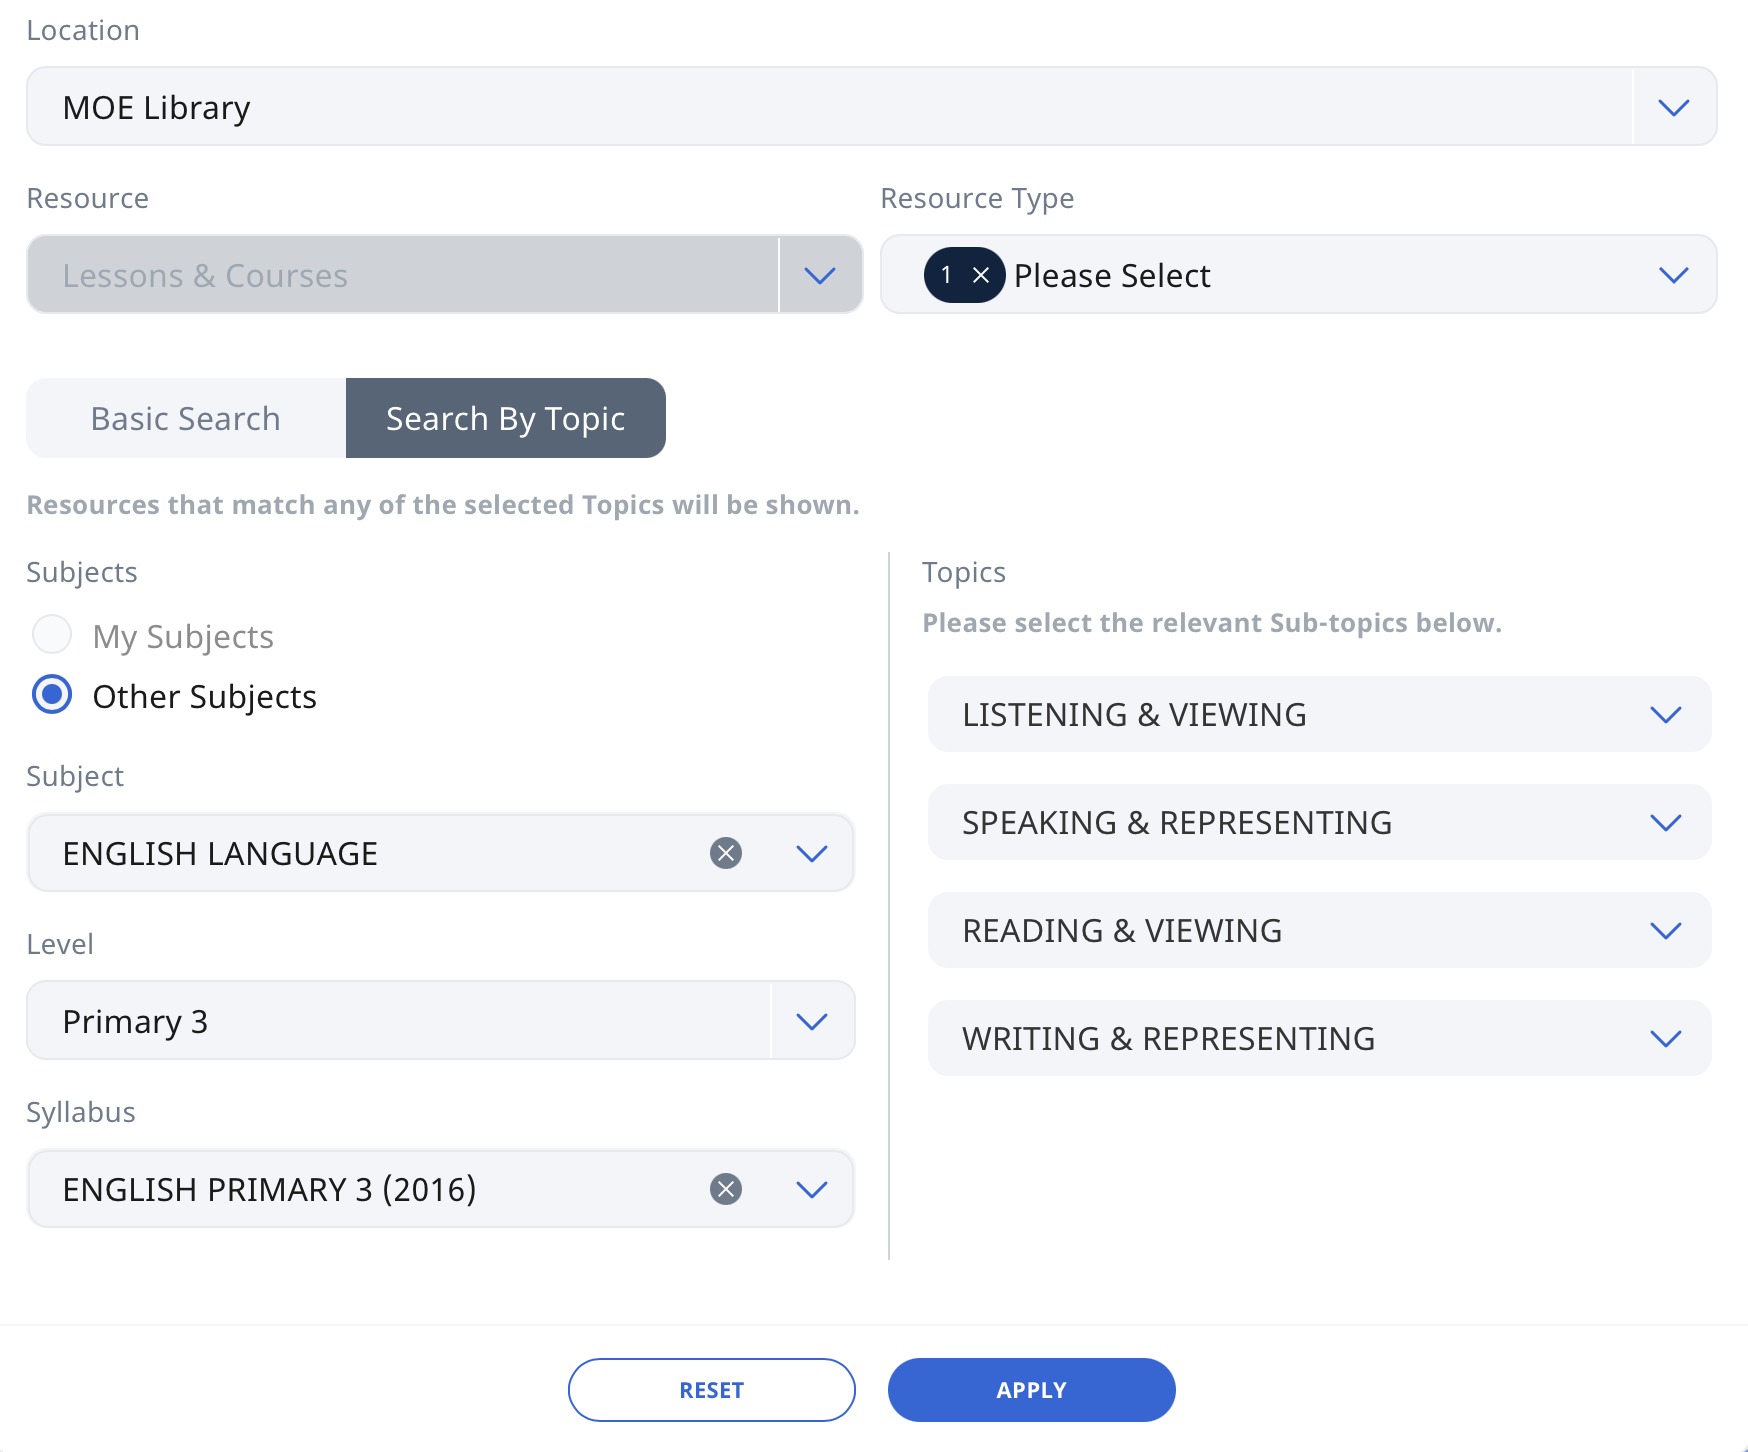 Location
MOE Library
Resource
Resource Type
Lessons & Courses
1 Please Select
Basic Search
Search By Topic
Resources that match any of the selected Topics will be shown.
Subjects
My Subjects
Other Subjects
Subject
ENGLISH LANGUAGE
Level
Primary 3
Syllabus
ENGLISH PRIMARY 3 (2016)
Topics
Please select the relevant Sub-topics below.
LISTENING & VIEWING
SPEAKING & REPRESENTING
READING & VIEWING
WRITING & REPRESENTING
RESET
APPLY